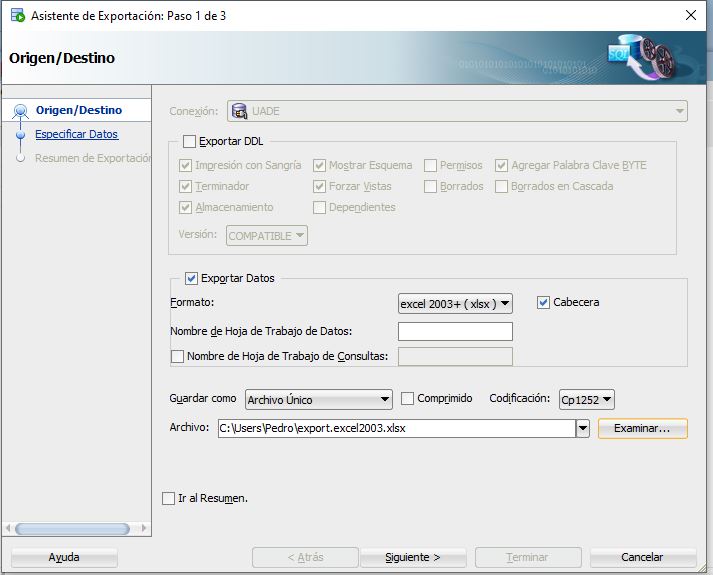 Asistente de Exportación: Paso 1 de 3
Origen/Destino
0101010101010101010101010101
01010101010
Origen/Destino
Especificar Datos
Resumen de Exportación
Conexión: UADE
Exportar DDL
Impresión con Sangría Mostrar Esquema Permisos Agregar Palabra Clave BYTE
Terminador Forzar Vistas Borrados Borrados en Cascada
Almacenamiento Dependientes
Versión: COMPATIBLE
Exportar Datos
Formato: excel 2003+ ( xlsx ) Cabecera
Nombre de Hoja de Trabajo de Datos:
Nombre de Hoja de Trabajo de Consultas:
Guardar como Archivo Único Comprimido Codificación: Cp1252
Archivo: C:\Users\Pedro\export.excel2003.xlsx Examinar...
Ir al Resumen.
Ayuda < Atrás Siguiente > Terminar Cancelar